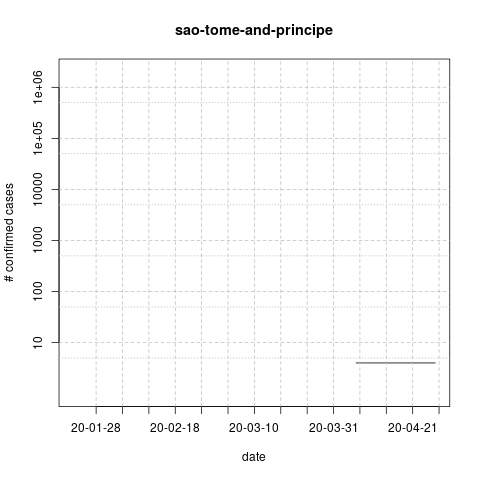 sao-tome-and-principe
# confirmed cases
1e+06
1e+05
10000
1000
100
10
20-01-28 20-02-18 20-03-10 20-03-31 20-04-21
date